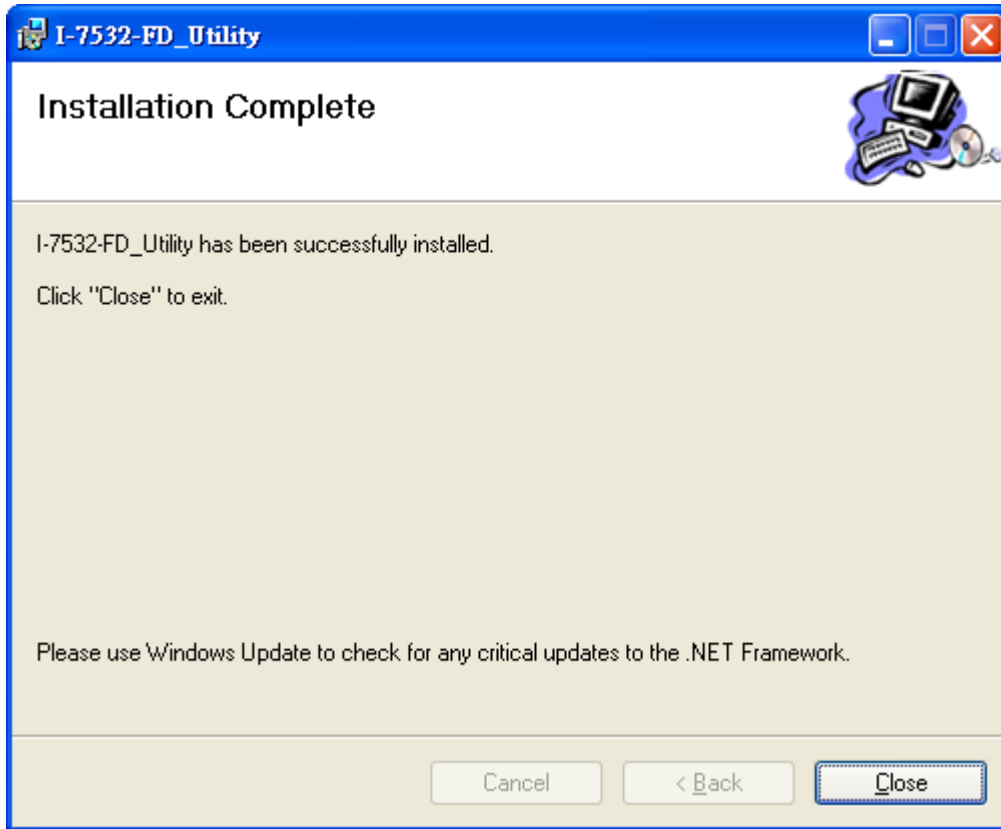 I-7532-FD_Utility
Installation Complete
I-7532-FD_Utility has been successfully installed.
Click "Close" to exit.
Please use Windows Update to check for any critical updates to the .NET Framework.
Cancel
< Back
Close